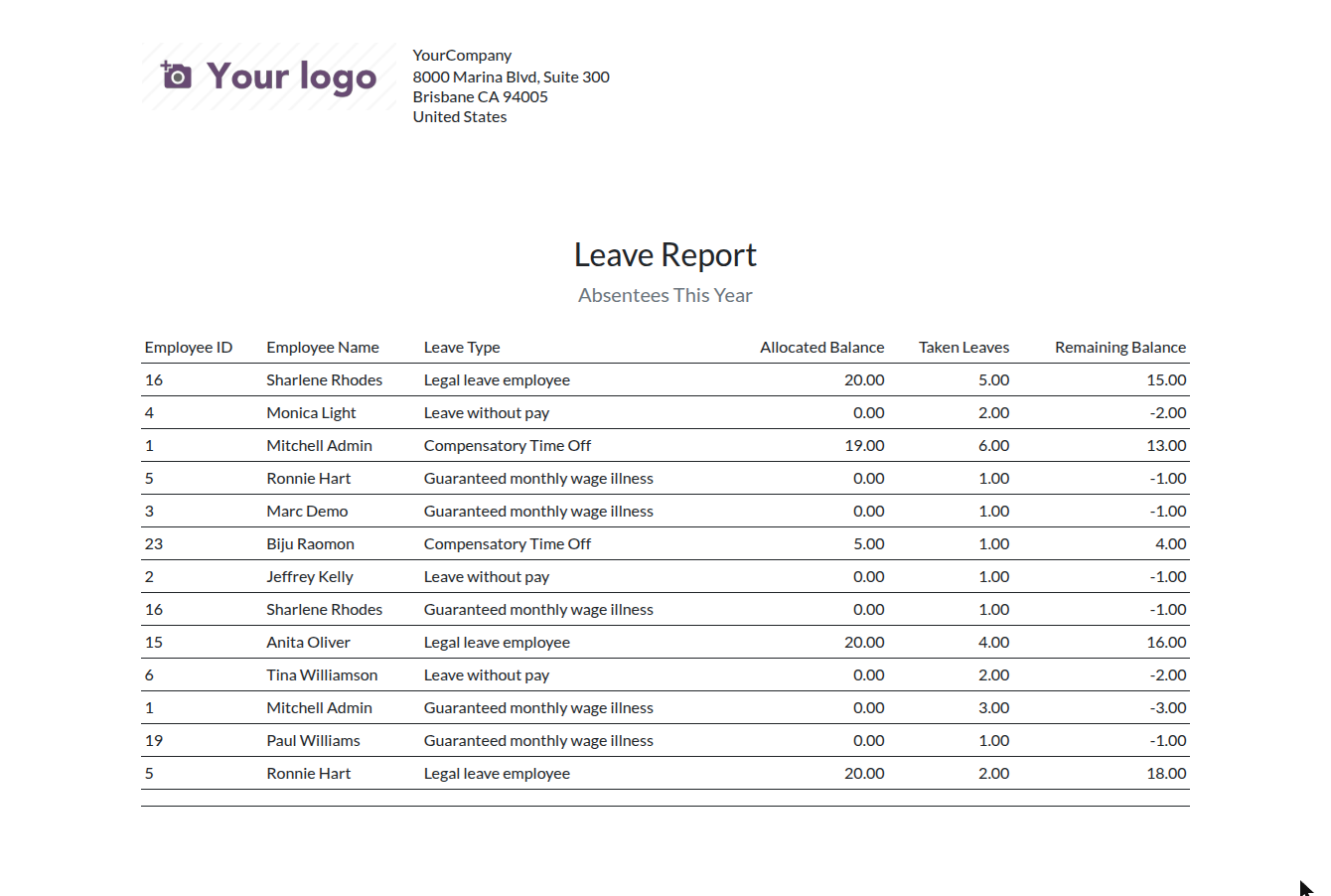 Your logo
YourCompany
8000 Marina Blvd, Suite 300
Brisbane CA 94005
United States
Leave Report
Absentees This Year
Employee ID Employee Name Leave Type Allocated Balance Taken Leaves Remaining Balance
16 Sharlene Rhodes Legal leave employee 20.00 5.00 15.00
4 Monica Light Leave without pay 0.00 2.00 -2.00
1 Mitchell Admin Compensatory Time Off 19.00 6.00 13.00
5 Ronnie Hart Guaranteed monthly wage illness 0.00 1.00 -1.00
3 Marc Demo Guaranteed monthly wage illness 0.00 1.00 -1.00
23 Biju Raomon Compensatory Time Off 5.00 1.00 4.00
2 Jeffrey Kelly Leave without pay 0.00 1.00 -1.00
16 Sharlene Rhodes Guaranteed monthly wage illness 0.00 1.00 -1.00
15 Anita Oliver Legal leave employee 20.00 4.00 16.00
6 Tina Williamson Leave without pay 0.00 2.00 -2.00
1 Mitchell Admin Guaranteed monthly wage illness 0.00 3.00 -3.00
19 Paul Williams Guaranteed monthly wage illness 0.00 1.00 -1.00
5 Ronnie Hart Legal leave employee 20.00 2.00 18.00